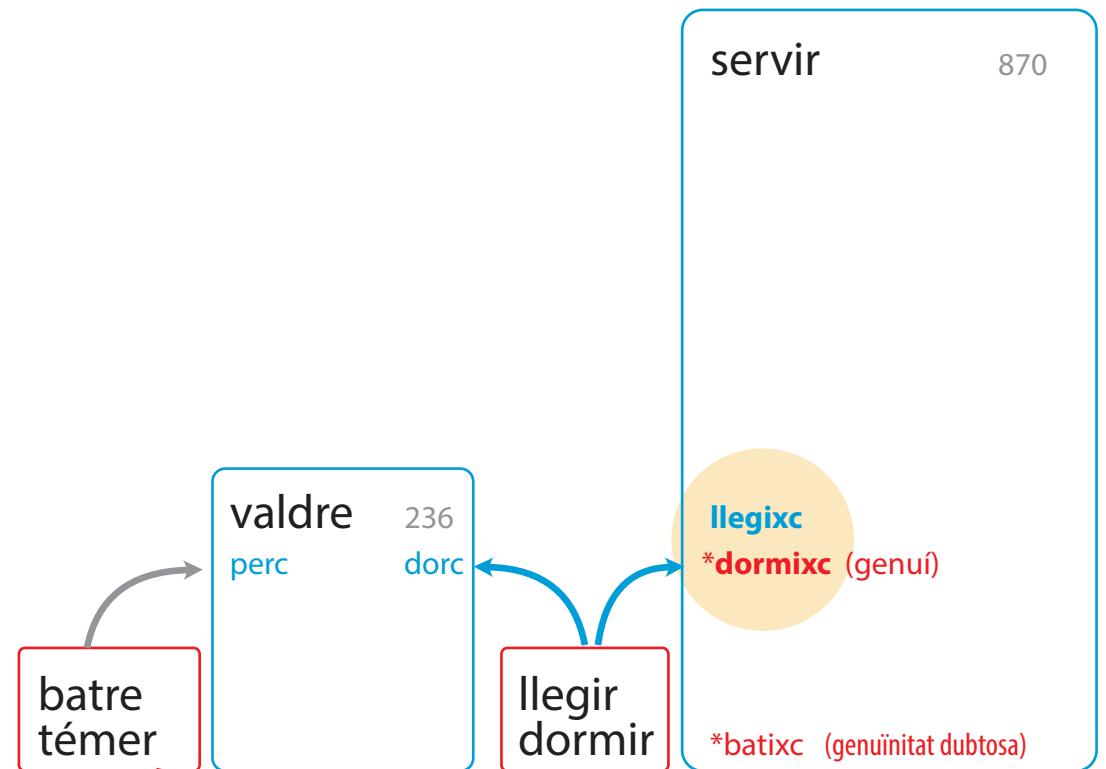 servir 870
llegixc
*dormixc (genuí)
valdre 236
perc dorc
batre
témer
llegir
dormir
*batixc (genuïnitat dubtosa)